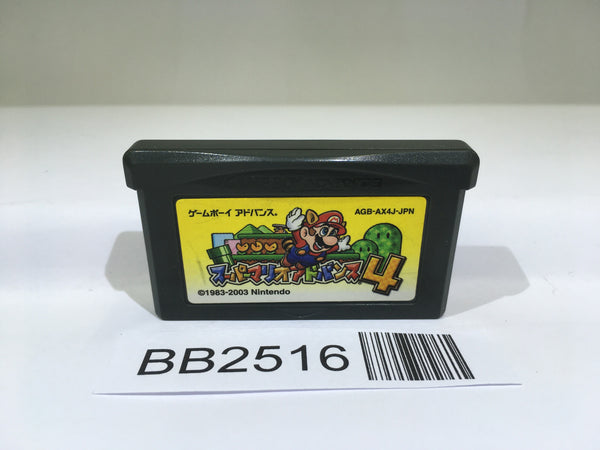 ゲームボーイ アドバンス® AGB-AX4J-JPN
スーパーマリオアドバンス4
©1983-2003 Nintendo
BB2516